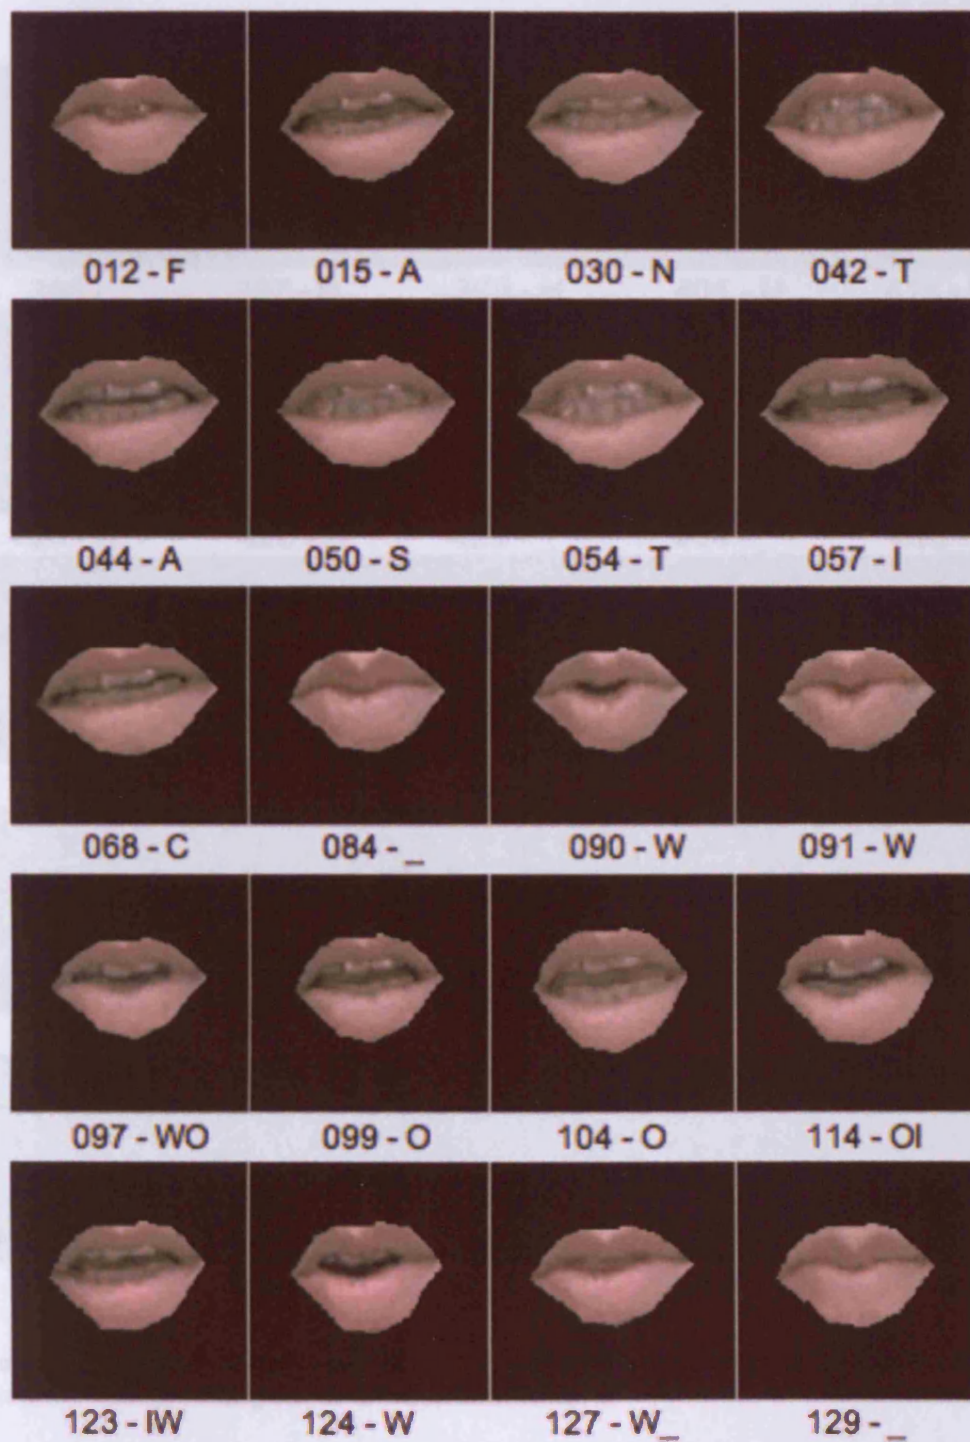 012 - F 015 - A 030 - N 042 - T
044 - A 050 - S 054 - T 057 - I
068 - C 084 - _ 090 - W 091 - W
097 - WO 099 - O 104 - O 114 - OI
123 - IW 124 - W 127 - W_ 129 - _